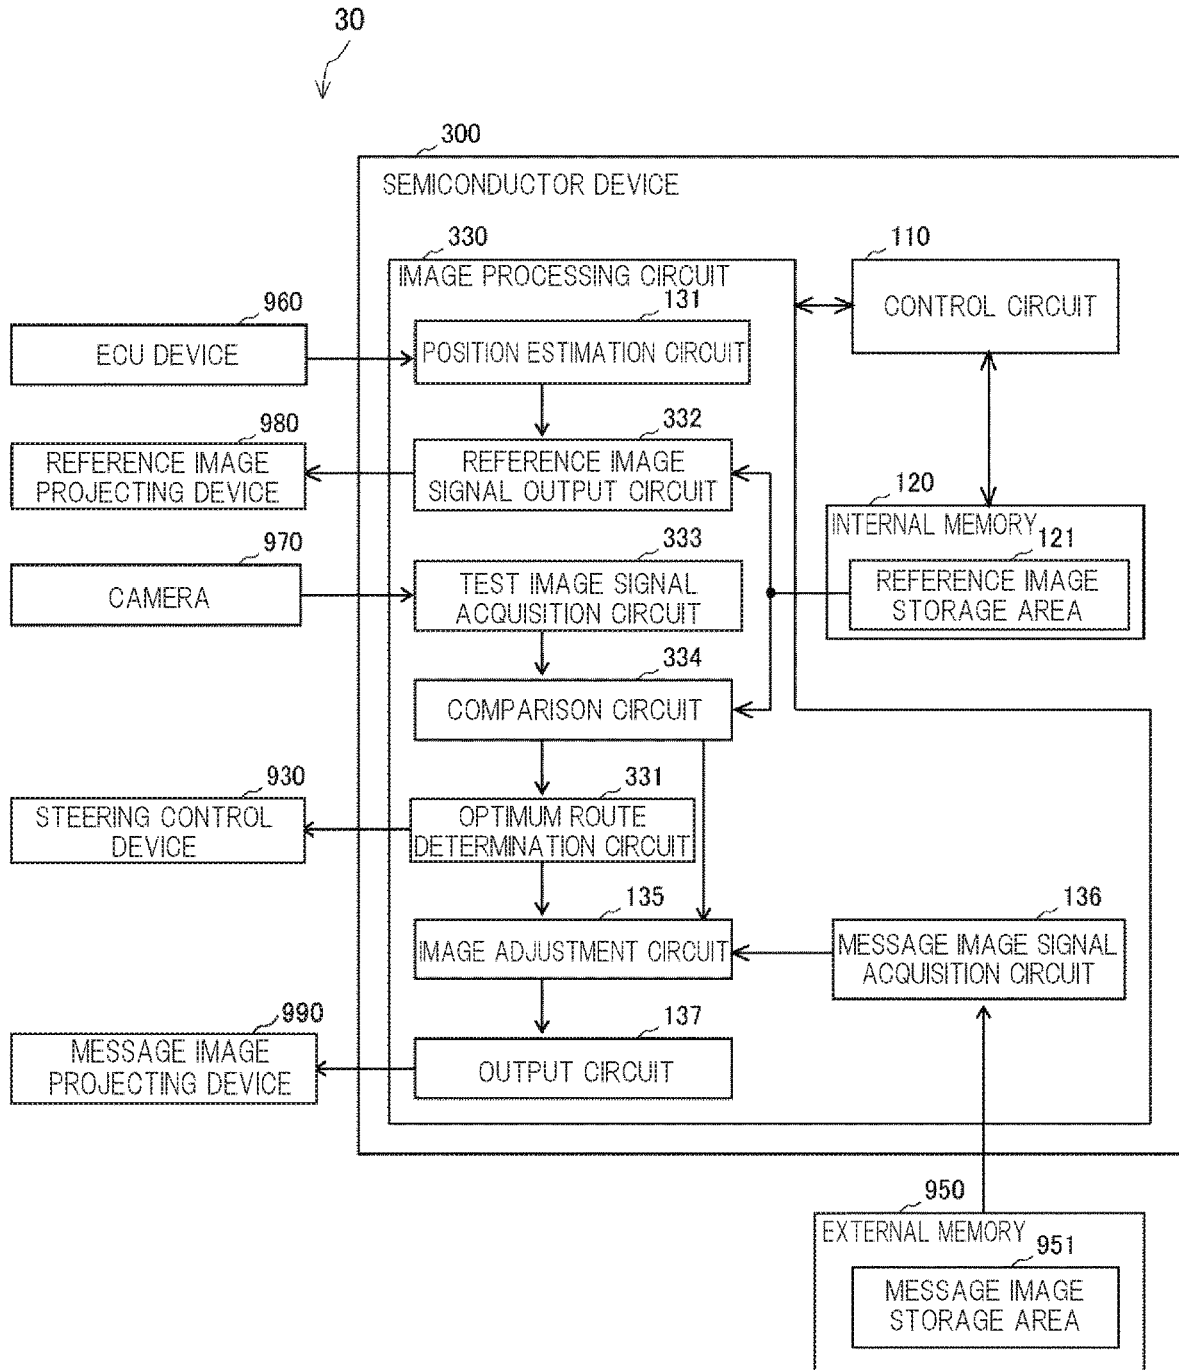 30
300
SEMICONDUCTOR DEVICE
330
IMAGE PROCESSING CIRCUIT
110
CONTROL CIRCUIT
960
ECU DEVICE
131
POSITION ESTIMATION CIRCUIT
980
REFERENCE IMAGE
PROJECTING DEVICE
332
REFERENCE IMAGE
SIGNAL OUTPUT CIRCUIT
120
INTERNAL MEMORY
121
REFERENCE IMAGE
STORAGE AREA
970
CAMERA
333
TEST IMAGE SIGNAL
ACQUISITION CIRCUIT
334
COMPARISON CIRCUIT
930
STEERING CONTROL
DEVICE
331
OPTIMUM ROUTE
DETERMINATION CIRCUIT
135
IMAGE ADJUSTMENT CIRCUIT
136
MESSAGE IMAGE SIGNAL
ACQUISITION CIRCUIT
990
MESSAGE IMAGE
PROJECTING DEVICE
137
OUTPUT CIRCUIT
950
EXTERNAL MEMORY
951
MESSAGE IMAGE
STORAGE AREA